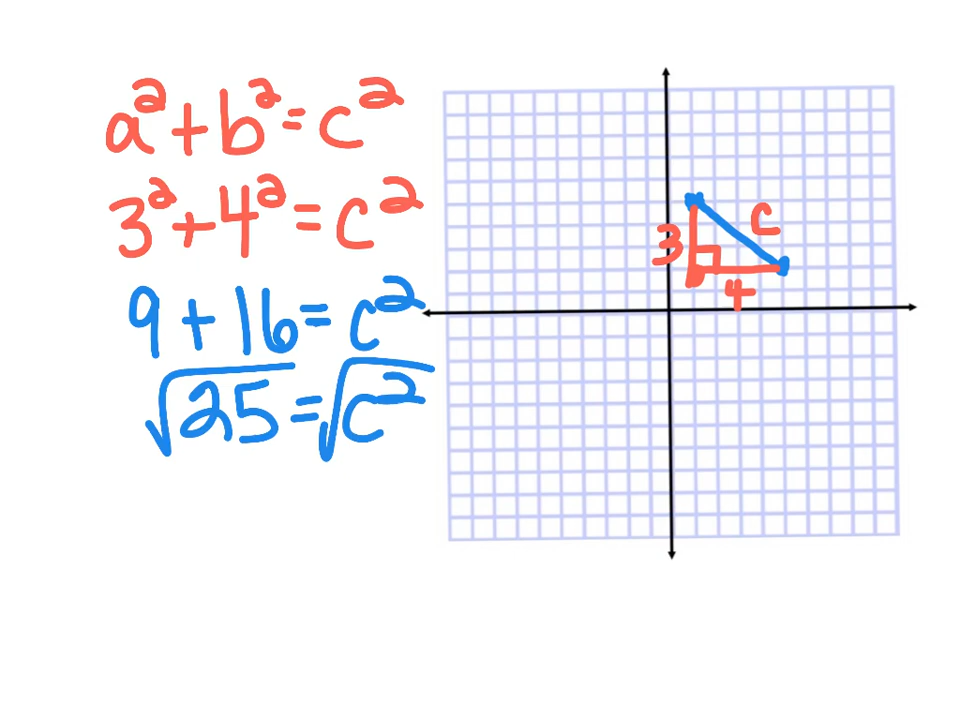 a²+b²=c²
3²+4²=c²
9+16=c²
√25=√c²
3
c
4